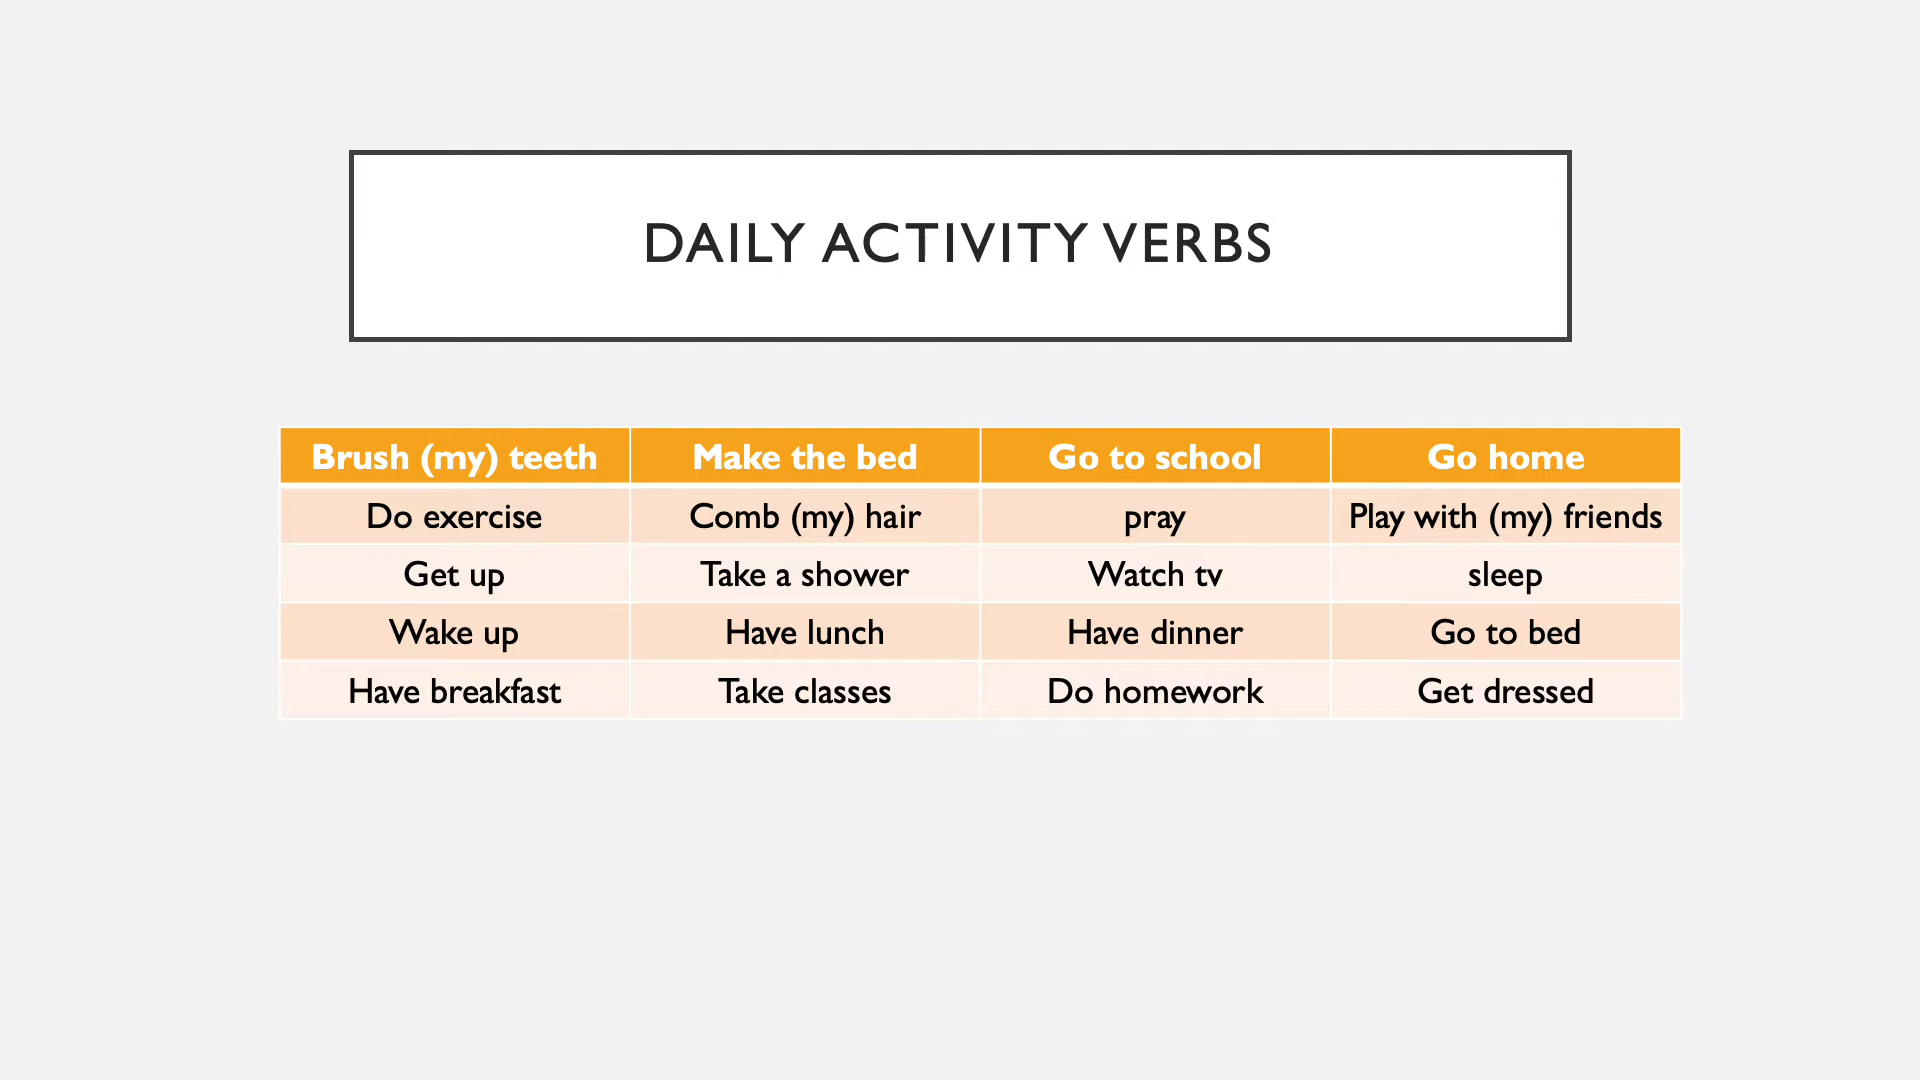 DAILY ACTIVITY VERBS
Brush (my) teeth Make the bed Go to school Go home
Do exercise Comb (my) hair pray Play with (my) friends
Get up Take a shower Watch tv sleep
Wake up Have lunch Have dinner Go to bed
Have breakfast Take classes Do homework Get dressed